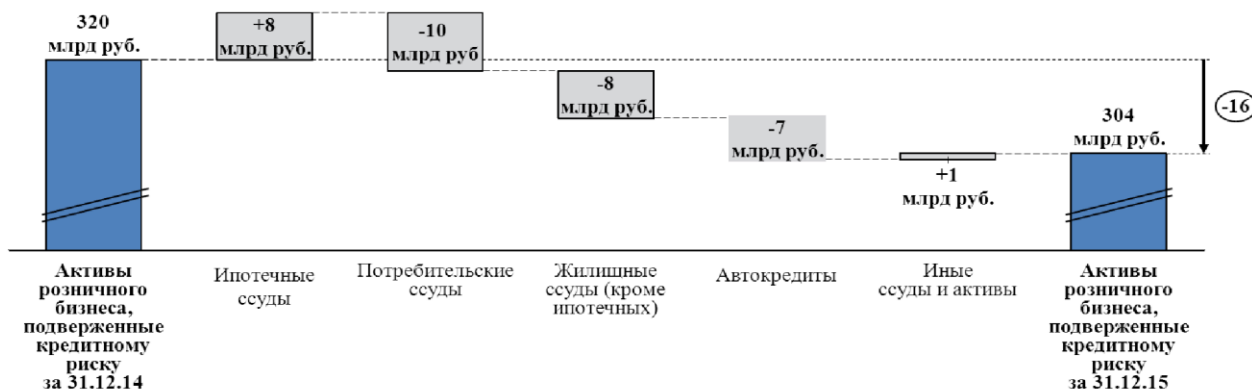 320
млрд руб.
+8
млрд руб.
-10
млрд руб
-8
млрд руб.
-7
млрд руб.
+1
млрд руб.
304
млрд руб.
-16
Активы
розничного
бизнеса,
подверженные
кредитному
риску
за 31.12.14
Ипотечные
ссуды
Потребительские
ссуды
Жилищные
ссуды (кроме
ипотечных)
Автокредиты
Иные
ссуды и активы
Активы
розничного
бизнеса,
подверженные
кредитному
риску
за 31.12.15